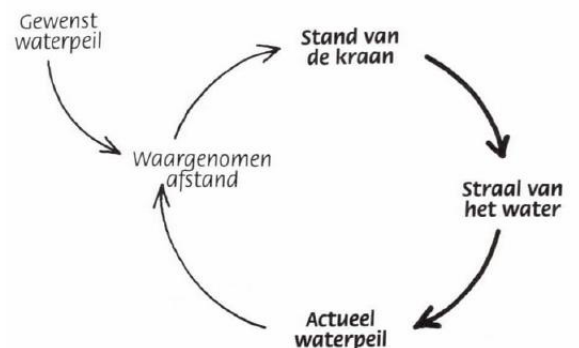 Gewenst
waterpeil
Stand van
de kraan
Waargenomen
afstand
Straal van
het water
Actueel
waterpeil